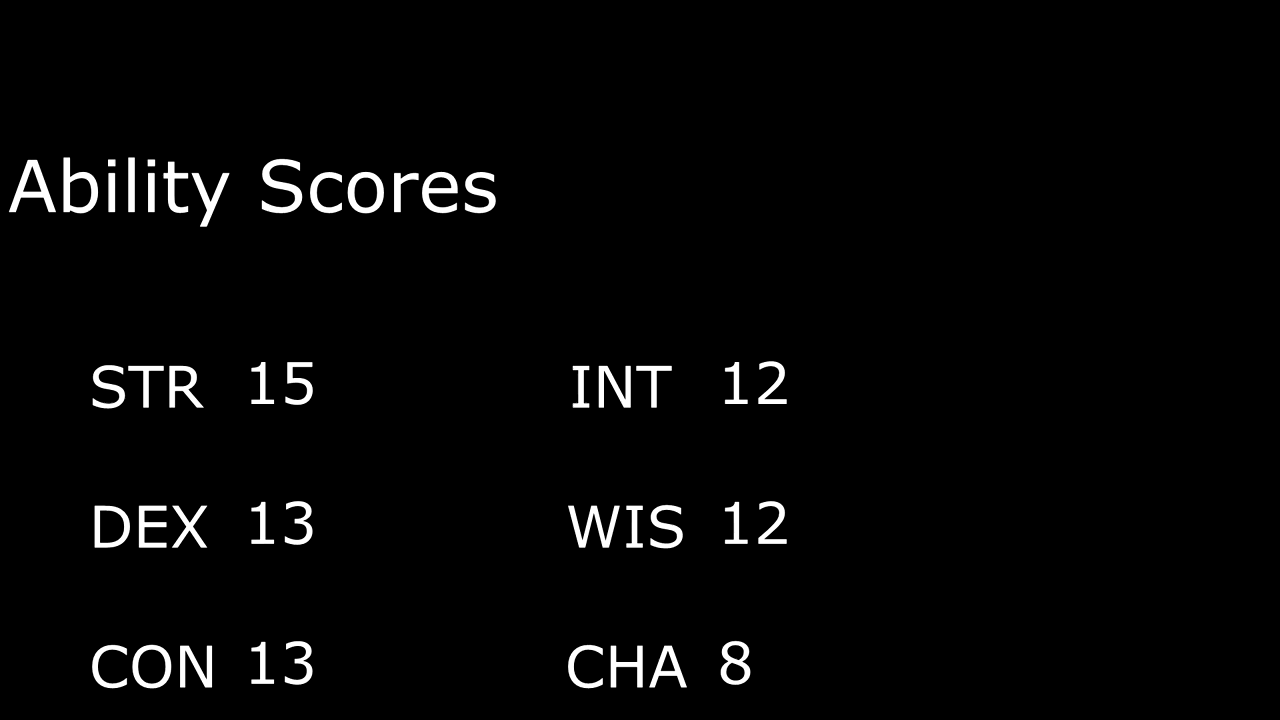 Ability Scores
STR 15 INT 12
DEX 13 WIS 12
CON 13 CHA 8